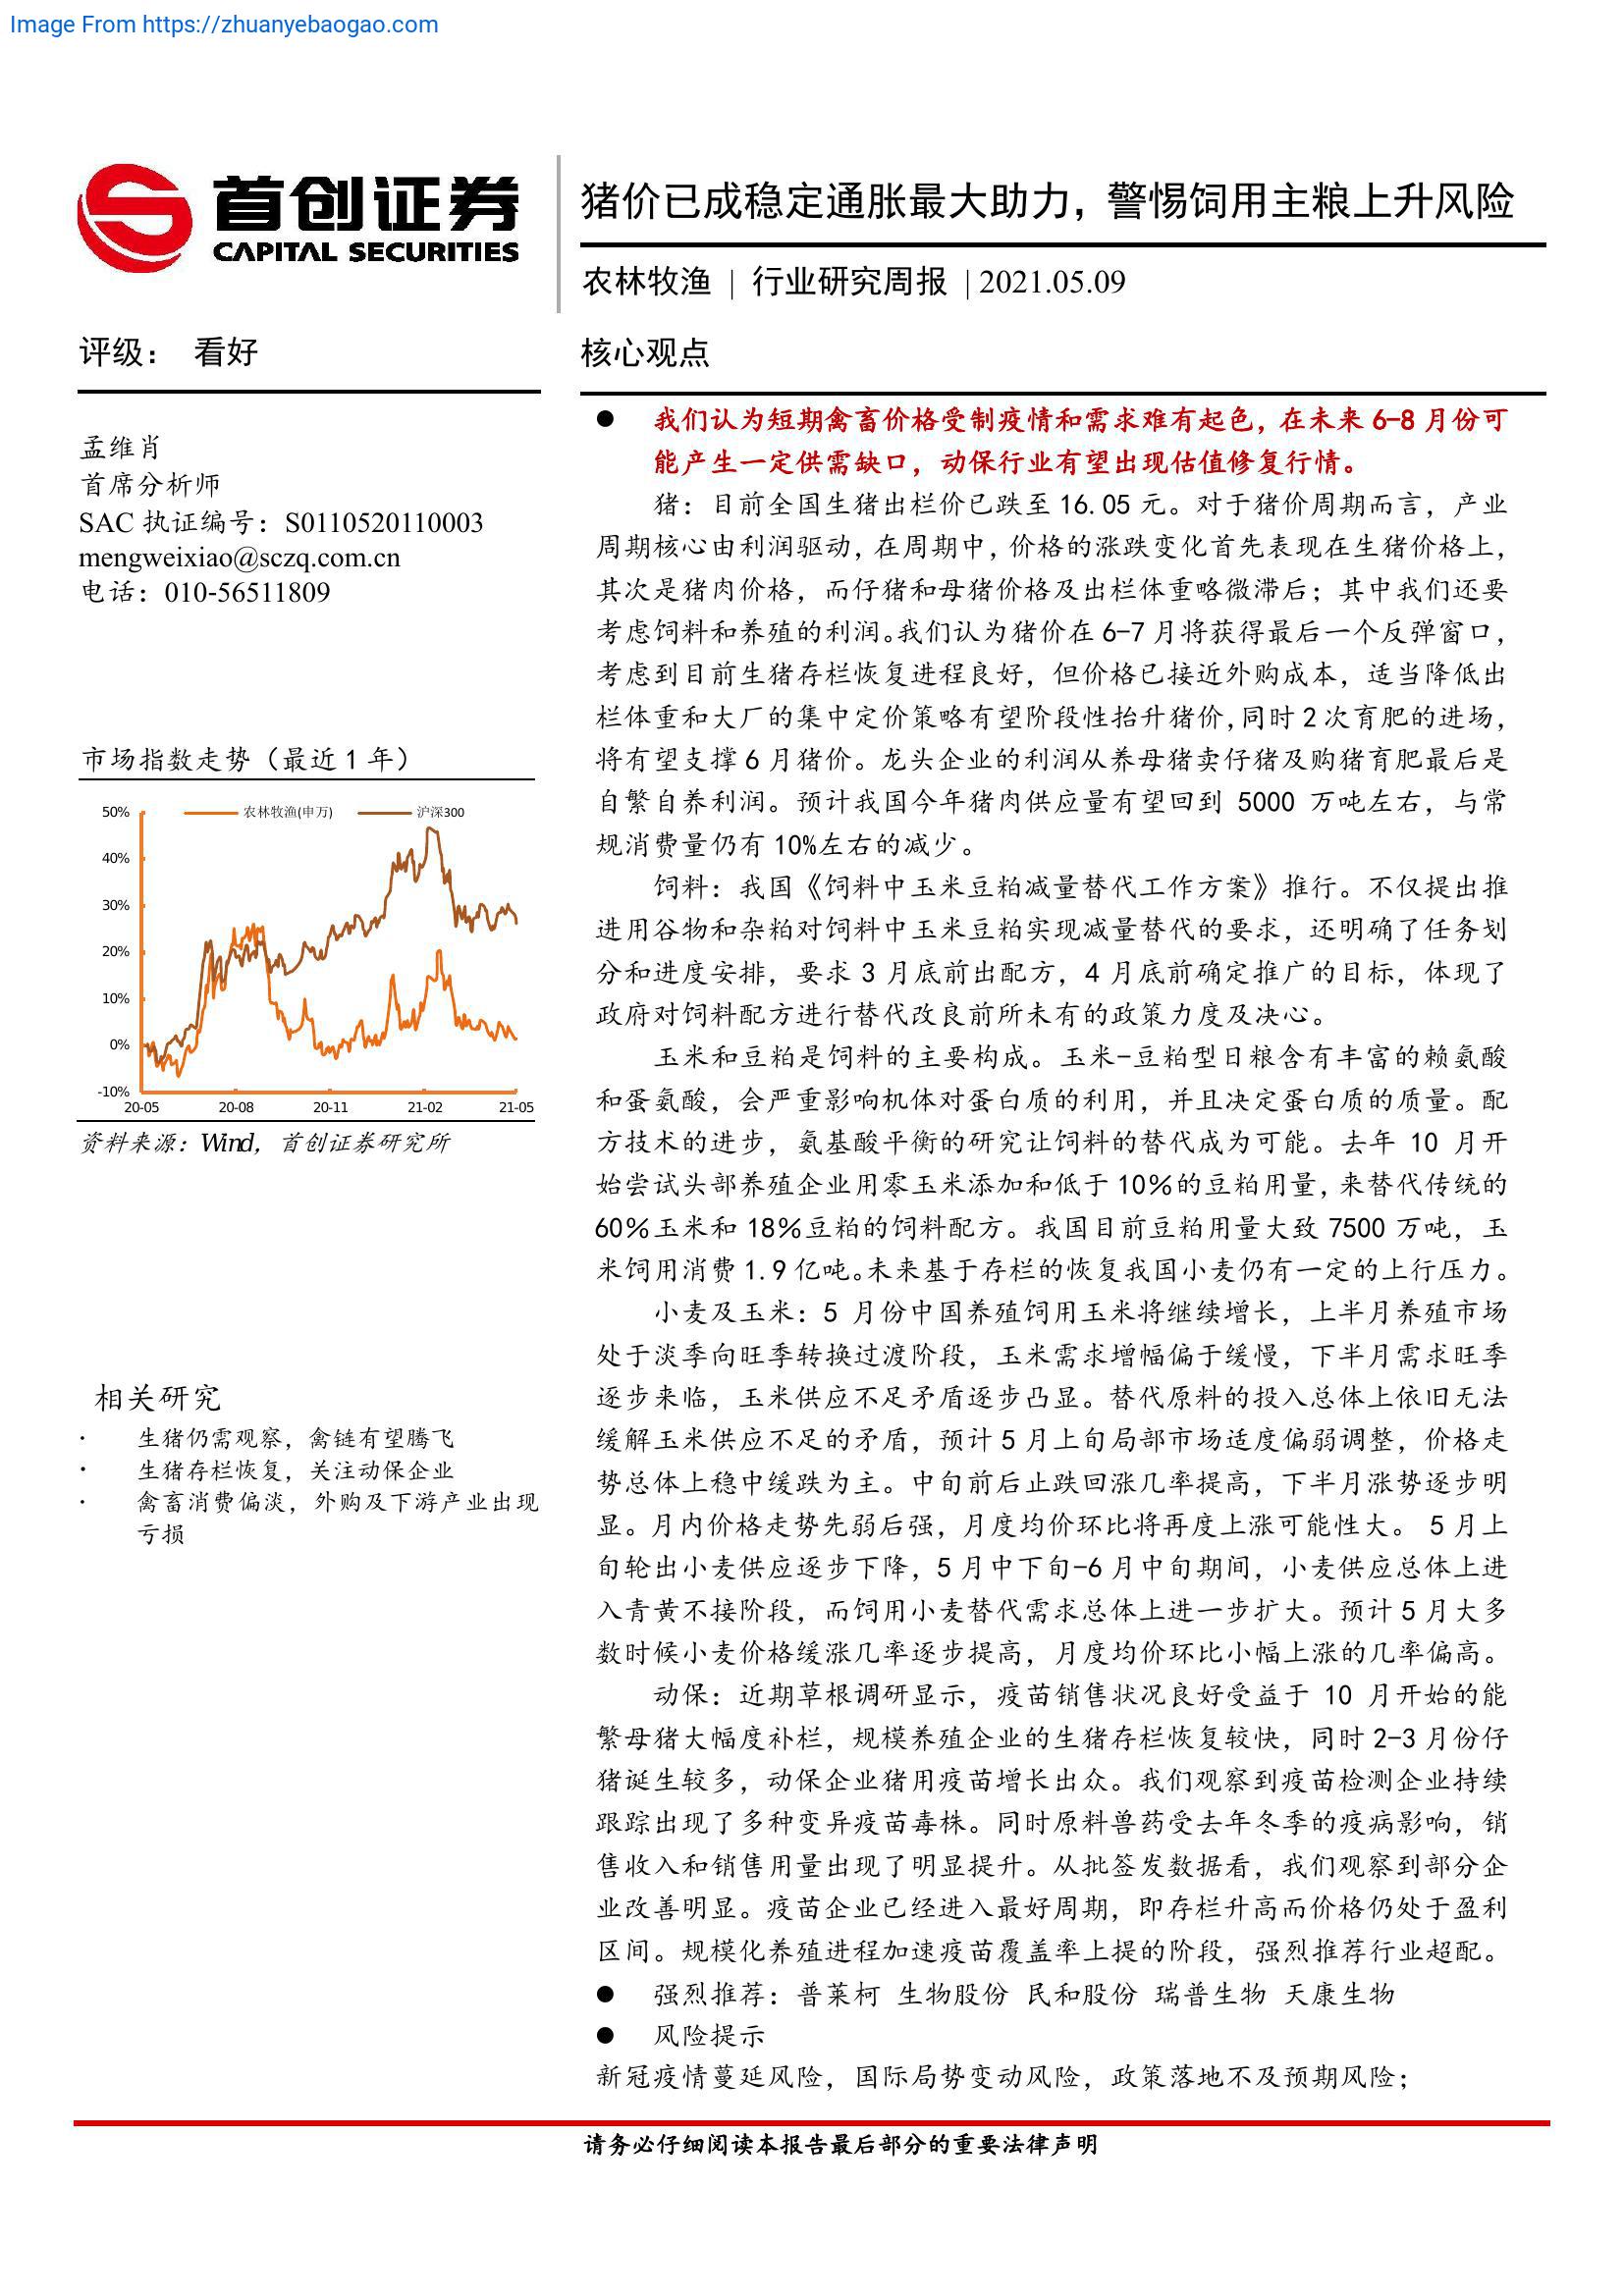 Image From https://zhuanyebaogao.com
首创证券
CAPITAL SECURITIES
猪价已成稳定通胀最大助力，警惕饲用主粮上升风险
农林牧渔 | 行业研究周报 | 2021.05.09
评级： 看好
孟维肖
首席分析师
SAC 执证编号：S0110520110003
mengweixiao@sczq.com.cn
电话：010-56511809
市场指数走势（最近 1 年）
农林牧渔(申万) 沪深300
50%
40%
30%
20%
10%
0%
-10%
20-05 20-08 20-11 21-02 21-05
资料来源：Wind，首创证券研究所
相关研究
· 生猪仍需观察，禽链有望腾飞
· 生猪存栏恢复，关注动保企业
· 禽畜消费偏淡，外购及下游产业出现
亏损
核心观点
● 我们认为短期禽畜价格受制疫情和需求难有起色，在未来 6-8 月份可
能产生一定供需缺口，动保行业有望出现估值修复行情。
猪：目前全国生猪出栏价已跌至 16.05 元。对于猪价周期而言，产业
周期核心由利润驱动，在周期中，价格的涨跌变化首先表现在生猪价格上，
其次是猪肉价格，而仔猪和母猪价格及出栏体重略微滞后；其中我们还要
考虑饲料和养殖的利润。我们认为猪价在 6-7 月将获得最后一个反弹窗口，
考虑到目前生猪存栏恢复进程良好，但价格已接近外购成本，适当降低出
栏体重和大厂的集中定价策略有望阶段性抬升猪价，同时 2 次育肥的进场，
将有望支撑 6 月猪价。龙头企业的利润从养母猪卖仔猪及购猪育肥最后是
自繁自养利润。预计我国今年猪肉供应量有望回到 5000 万吨左右，与常
规消费量仍有 10%左右的减少。
饲料：我国《饲料中玉米豆粕减量替代工作方案》推行。不仅提出推
进用谷物和杂粕对饲料中玉米豆粕实现减量替代的要求，还明确了任务划
分和进度安排，要求 3 月底前出配方，4 月底前确定推广的目标，体现了
政府对饲料配方进行替代改良前所未有的政策力度及决心。
玉米和豆粕是饲料的主要构成。玉米-豆粕型日粮含有丰富的赖氨酸
和蛋氨酸，会严重影响机体对蛋白质的利用，并且决定蛋白质的质量。配
方技术的进步，氨基酸平衡的研究让饲料的替代成为可能。去年 10 月开
始尝试头部养殖企业用零玉米添加和低于 10％的豆粕用量，来替代传统的
60％玉米和 18％豆粕的饲料配方。我国目前豆粕用量大致 7500 万吨，玉
米饲用消费 1.9 亿吨。未来基于存栏的恢复我国小麦仍有一定的上行压力。
小麦及玉米：5 月份中国养殖饲用玉米将继续增长，上半月养殖市场
处于淡季向旺季转换过渡阶段，玉米需求增幅偏于缓慢，下半月需求旺季
逐步来临，玉米供应不足矛盾逐步凸显。替代原料的投入总体上依旧无法
缓解玉米供应不足的矛盾，预计 5 月上旬局部市场适度偏弱调整，价格走
势总体上稳中缓跌为主。中旬前后止跌回涨几率提高，下半月涨势逐步明
显。月内价格走势先弱后强，月度均价环比将再度上涨可能性大。 5 月上
旬轮出小麦供应逐步下降，5 月中下旬-6 月中旬期间，小麦供应总体上进
入青黄不接阶段，而饲用小麦替代需求总体上进一步扩大。预计 5 月大多
数时候小麦价格缓涨几率逐步提高，月度均价环比小幅上涨的几率偏高。
动保：近期草根调研显示，疫苗销售状况良好受益于 10 月开始的能
繁母猪大幅度补栏，规模养殖企业的生猪存栏恢复较快，同时 2-3 月份仔
猪诞生较多，动保企业猪用疫苗增长出众。我们观察到疫苗检测企业持续
跟踪出现了多种变异疫苗毒株。同时原料兽药受去年冬季的疫病影响，销
售收入和销售用量出现了明显提升。从批签发数据看，我们观察到部分企
业改善明显。疫苗企业已经进入最好周期，即存栏升高而价格仍处于盈利
区间。规模化养殖进程加速疫苗覆盖率上提的阶段，强烈推荐行业超配。
● 强烈推荐：普莱柯 生物股份 民和股份 瑞普生物 天康生物
● 风险提示
新冠疫情蔓延风险，国际局势变动风险，政策落地不及预期风险；
请务必仔细阅读本报告最后部分的重要法律声明